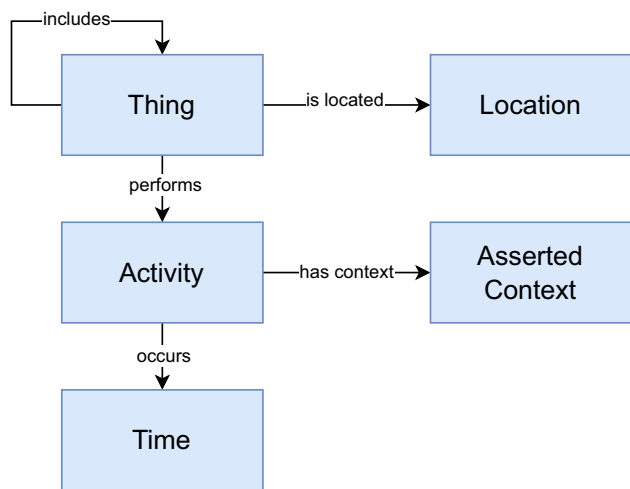 includes
Thing
is located
Location
performs
Activity
has context
Asserted
Context
occurs
Time